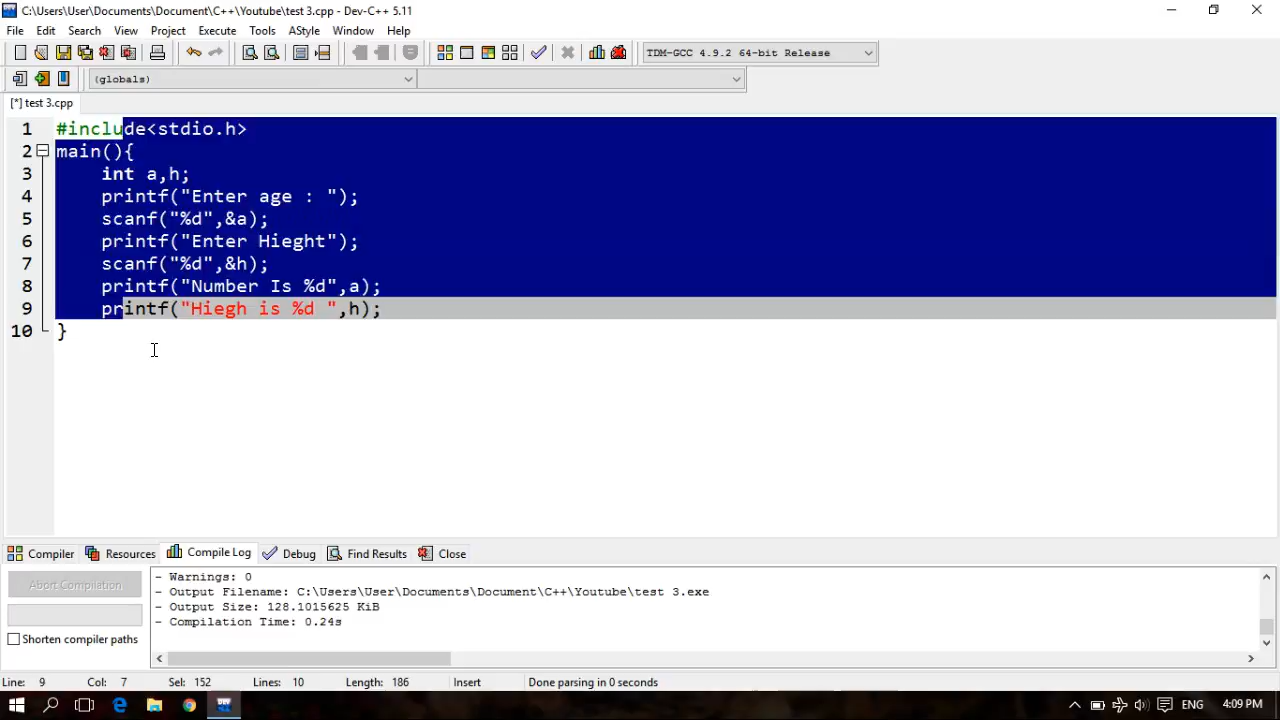 C:\Users\User\Documents\Document\C++\Youtube\test 3.cpp - Dev-C++ 5.11
File Edit Search View Project Execute Tools AStyle Window Help
TDM-GCC 4.9.2 64-bit Release
(globals)
[*] test 3.cpp
1 #include<stdio.h>
2 main(){
3 int a,h;
4 printf("Enter age : ");
5 scanf("%d",&a);
6 printf("Enter Hieght");
7 scanf("%d",&h);
8 printf("Number Is %d",a);
9 printf("Hiegh is %d ",h);
10 }
Compiler Resources Compile Log Debug Find Results Close
Abort Compilation
Shorten compiler paths
- Warnings: 0
- Output Filename: C:\Users\User\Documents\Document\C++\Youtube\test 3.exe
- Output Size: 128.1015625 KiB
- Compilation Time: 0.24s
Line: 9 Col: 7 Sel: 152 Lines: 10 Length: 186 Insert Done parsing in 0 seconds
DEV ENG 4:09 PM